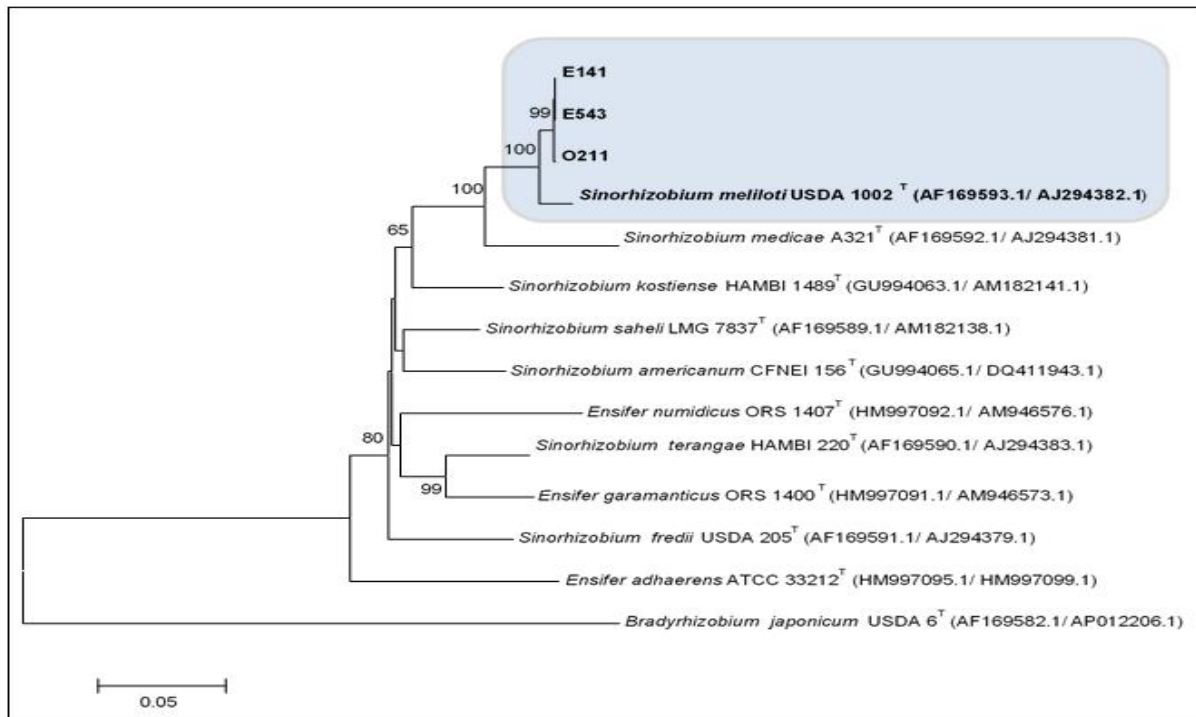 E141
99
E543
100
O211
100
Sinorhizobium meliloti USDA 1002 T (AF169593.1/ AJ294382.1)
65
Sinorhizobium medicae A321T (AF169592.1/ AJ294381.1)
Sinorhizobium kostiense HAMBI 1489T (GU994063.1/ AM182141.1)
Sinorhizobium saheli LMG 7837T (AF169589.1/ AM182138.1)
Sinorhizobium americanum CFNEI 156T (GU994065.1/ DQ411943.1)
Ensifer numidicus ORS 1407T (HM997092.1/ AM946576.1)
80
Sinorhizobium terangae HAMBI 220T (AF169590.1/ AJ294383.1)
99
Ensifer garamanticus ORS 1400T (HM997091.1/ AM946573.1)
Sinorhizobium fredii USDA 205T (AF169591.1/ AJ294379.1)
Ensifer adhaerens ATCC 33212T (HM997095.1/ HM997099.1)
Bradyrhizobium japonicum USDA 6T (AF169582.1/ AP012206.1)
0.05